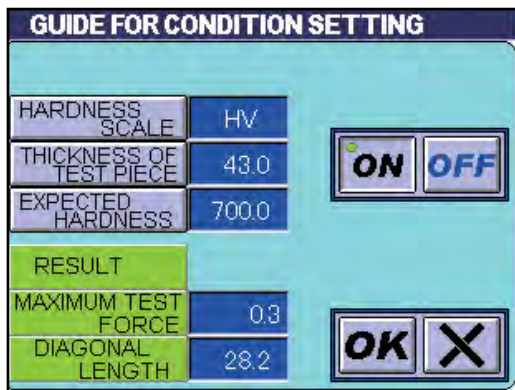 GUIDE FOR CONDITION SETTING
HARDNESS
SCALE
HV
THICKNESS OF
TEST PIECE
43.0
ON
OFF
EXPECTED
HARDNESS
700.0
RESULT
MAXIMUM TEST
FORCE
0.3
DIAGONAL
LENGTH
28.2
OK